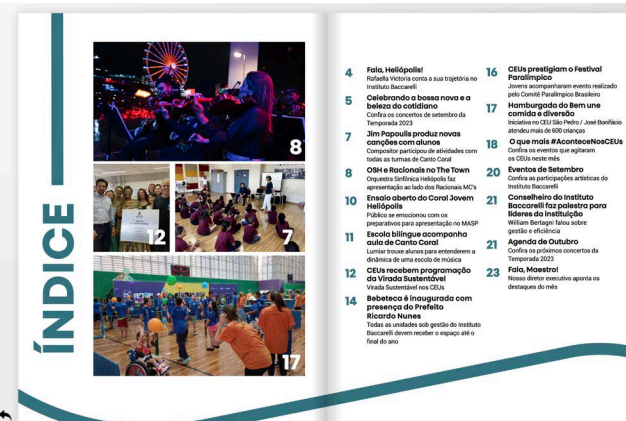 ÍNDICE
8
12
7
17
4 Fala, Heliópolis!
Rafaella Victoria conta a sua trajetória no
Instituto Baccarelli
5 Celebrando a bossa nova e a
beleza do cotidiano
Confira os concertos de setembro da
Temporada 2023
7 Jim Papoulis produz novas
canções com alunos
Compositor participou de atividades com
todas as turmas de Canto Coral
8 OSH e Racionais no The Town
Orquestra Sinfônica Heliópolis faz
apresentação ao lado dos Racionais MC's
10 Ensaio aberto do Coral Jovem
Heliópolis
Público se emocionou com os
preparativos para apresentação no MASP
11 Escola bilíngue acompanha
aula de Canto Coral
Lumiar trouxe alunos para entenderem a
dinâmica de uma escola de música
12 CEUs recebem programação
da Virada Sustentável
Virada Sustentável nos CEUs
14 Bebeteca é inaugurada com
presença do Prefeito
Ricardo Nunes
Todas as unidades sob gestão do Instituto
Baccarelli devem receber o espaço até o
final do ano
16 CEUs prestigiam o Festival
Paralímpico
Jovens acompanharam evento realizado
pelo Comitê Paralímpico Brasileiro
17 Hamburgada do Bem une
comida e diversão
Iniciativa no CEU São Pedro / José Bonifácio
atendeu mais de 600 crianças
18 O que mais #AconteceNosCEUs
Confira os eventos que agitaram
os CEUs neste mês
20 Eventos de Setembro
Confira as participações artísticas do
Instituto Baccarelli
21 Conselheiro do Instituto
Baccarelli faz palestra para
líderes da instituição
William Bertagni falou sobre
gestão e eficiência
21 Agenda de Outubro
Confira os próximos concertos da
Temporada 2023
23 Fala, Maestro!
Nosso diretor executivo aponta os
destaques do mês